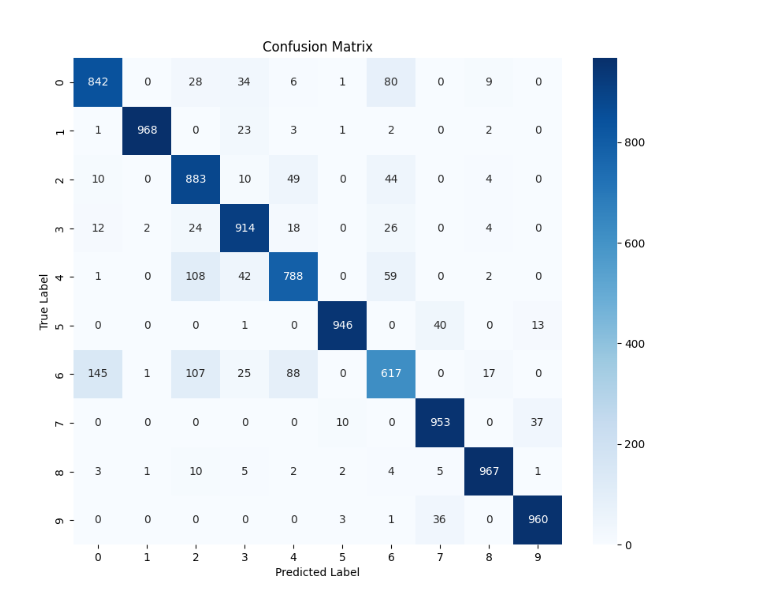 Confusion Matrix
0 842 0 28 34 6 1 80 0 9 0
1 1 968 0 23 3 1 2 0 2 0
2 10 0 883 10 49 0 44 0 4 0
3 12 2 24 914 18 0 26 0 4 0
4 1 0 108 42 788 0 59 0 2 0
5 0 0 0 1 0 946 0 40 0 13
6 145 1 107 25 88 0 617 0 17 0
7 0 0 0 0 0 10 0 953 0 37
8 3 1 10 5 2 2 4 5 967 1
9 0 0 0 0 0 3 1 36 0 960
0 1 2 3 4 5 6 7 8 9
Predicted Label
True Label
800
600
400
200
0